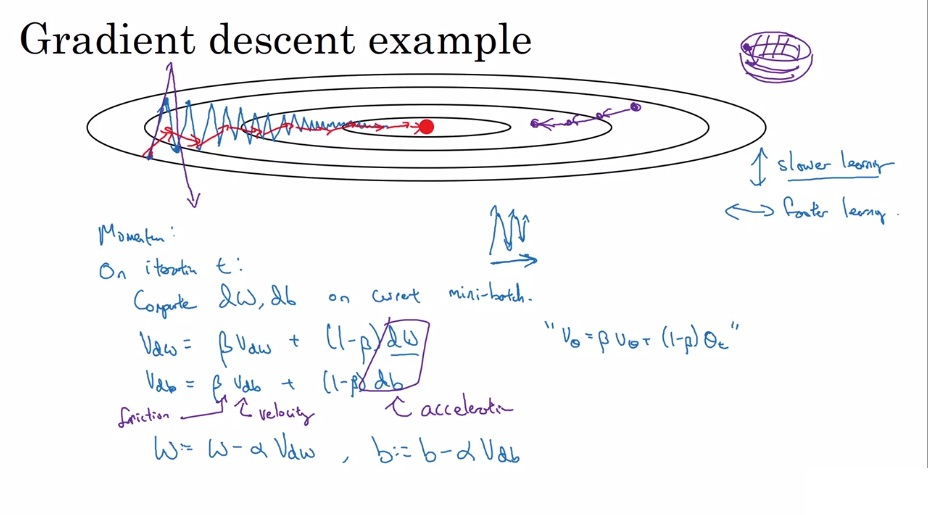 Gradient descent example
↕ slower learning
↔ faster learning.
Momentum:
On iteration t:
Compute dW, db on current mini-batch.
Vdw = β Vdw + (1-β) dW
"Vθ = β Vθ + (1-β) θt"
Vdb = β Vdb + (1-β) db
friction velocity acceleration
W := W - α Vdw , b := b - α Vdb